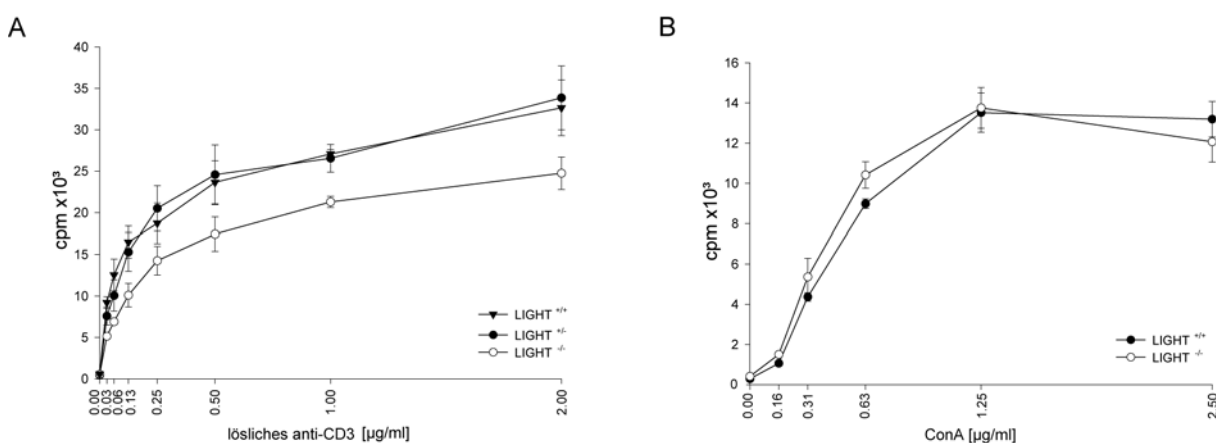 A
cpm x10³
40
35
30
25
20
15
10
5
0
0.00
0.03
0.06
0.13
0.25
0.50
1.00
2.00
lösliches anti-CD3 [µg/ml]
LIGHT +/+
LIGHT +/-
LIGHT -/-
B
cpm x10³
16
14
12
10
8
6
4
2
0
0.00
0.16
0.31
0.63
1.25
2.50
ConA [µg/ml]
LIGHT +/+
LIGHT -/-